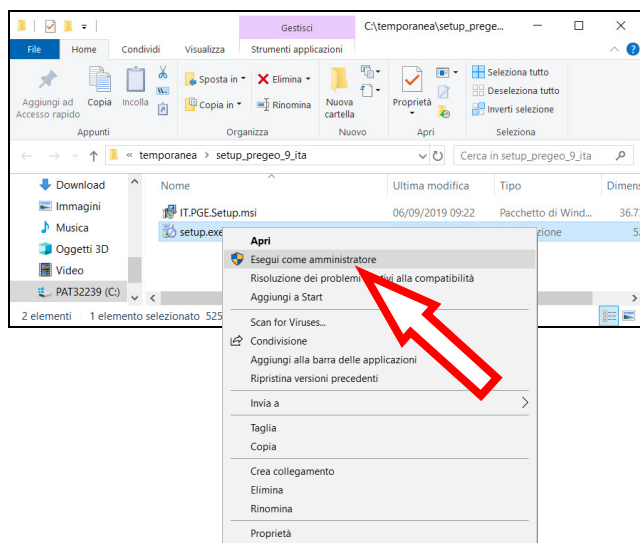 Gestisci
C:\temporanea\setup_prege...
File Home Condividi Visualizza Strumenti applicazioni
Aggiungi ad
Accesso rapido
Copia
Incolla
Sposta in
Copia in
Elimina
Rinomina
Nuova
cartella
Proprietà
Seleziona tutto
Deseleziona tutto
Inverti selezione
Appunti Organizza Nuovo Apri Seleziona
« temporanea > setup_pregeo_9_ita
Cerca in setup_pregeo_9_ita
Nome Ultima modifica Tipo Dimens
Download
Immagini
Musica
Oggetti 3D
Video
PAT32239 (C:)
IT.PGE.Setup.msi 06/09/2019 09:22 Pacchetto di Wind... 36.7
setup.exe
zione 52
2 elementi 1 elemento selezionato 525
Apri
Esegui come amministratore
Risoluzione dei problemi alla compatibilità
Aggiungi a Start
Scan for Viruses...
Condivisione
Aggiungi alla barra delle applicazioni
Ripristina versioni precedenti
Invia a
Taglia
Copia
Crea collegamento
Elimina
Rinomina
Proprietà